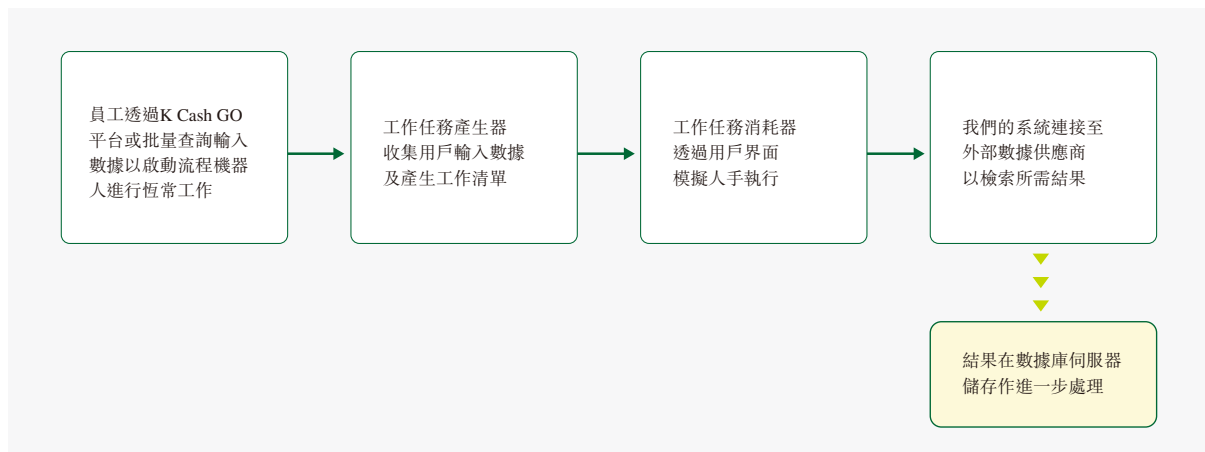 員工透過K Cash GO
平台或批量查詢輸入
數據以啟動流程機器
人進行恆常工作
工作任務產生器
收集用戶輸入數據
及產生工作清單
工作任務消耗器
透過用戶界面
模擬人手執行
我們的系統連接至
外部數據供應商
以檢索所需結果
結果在數據庫伺服器
儲存作進一步處理